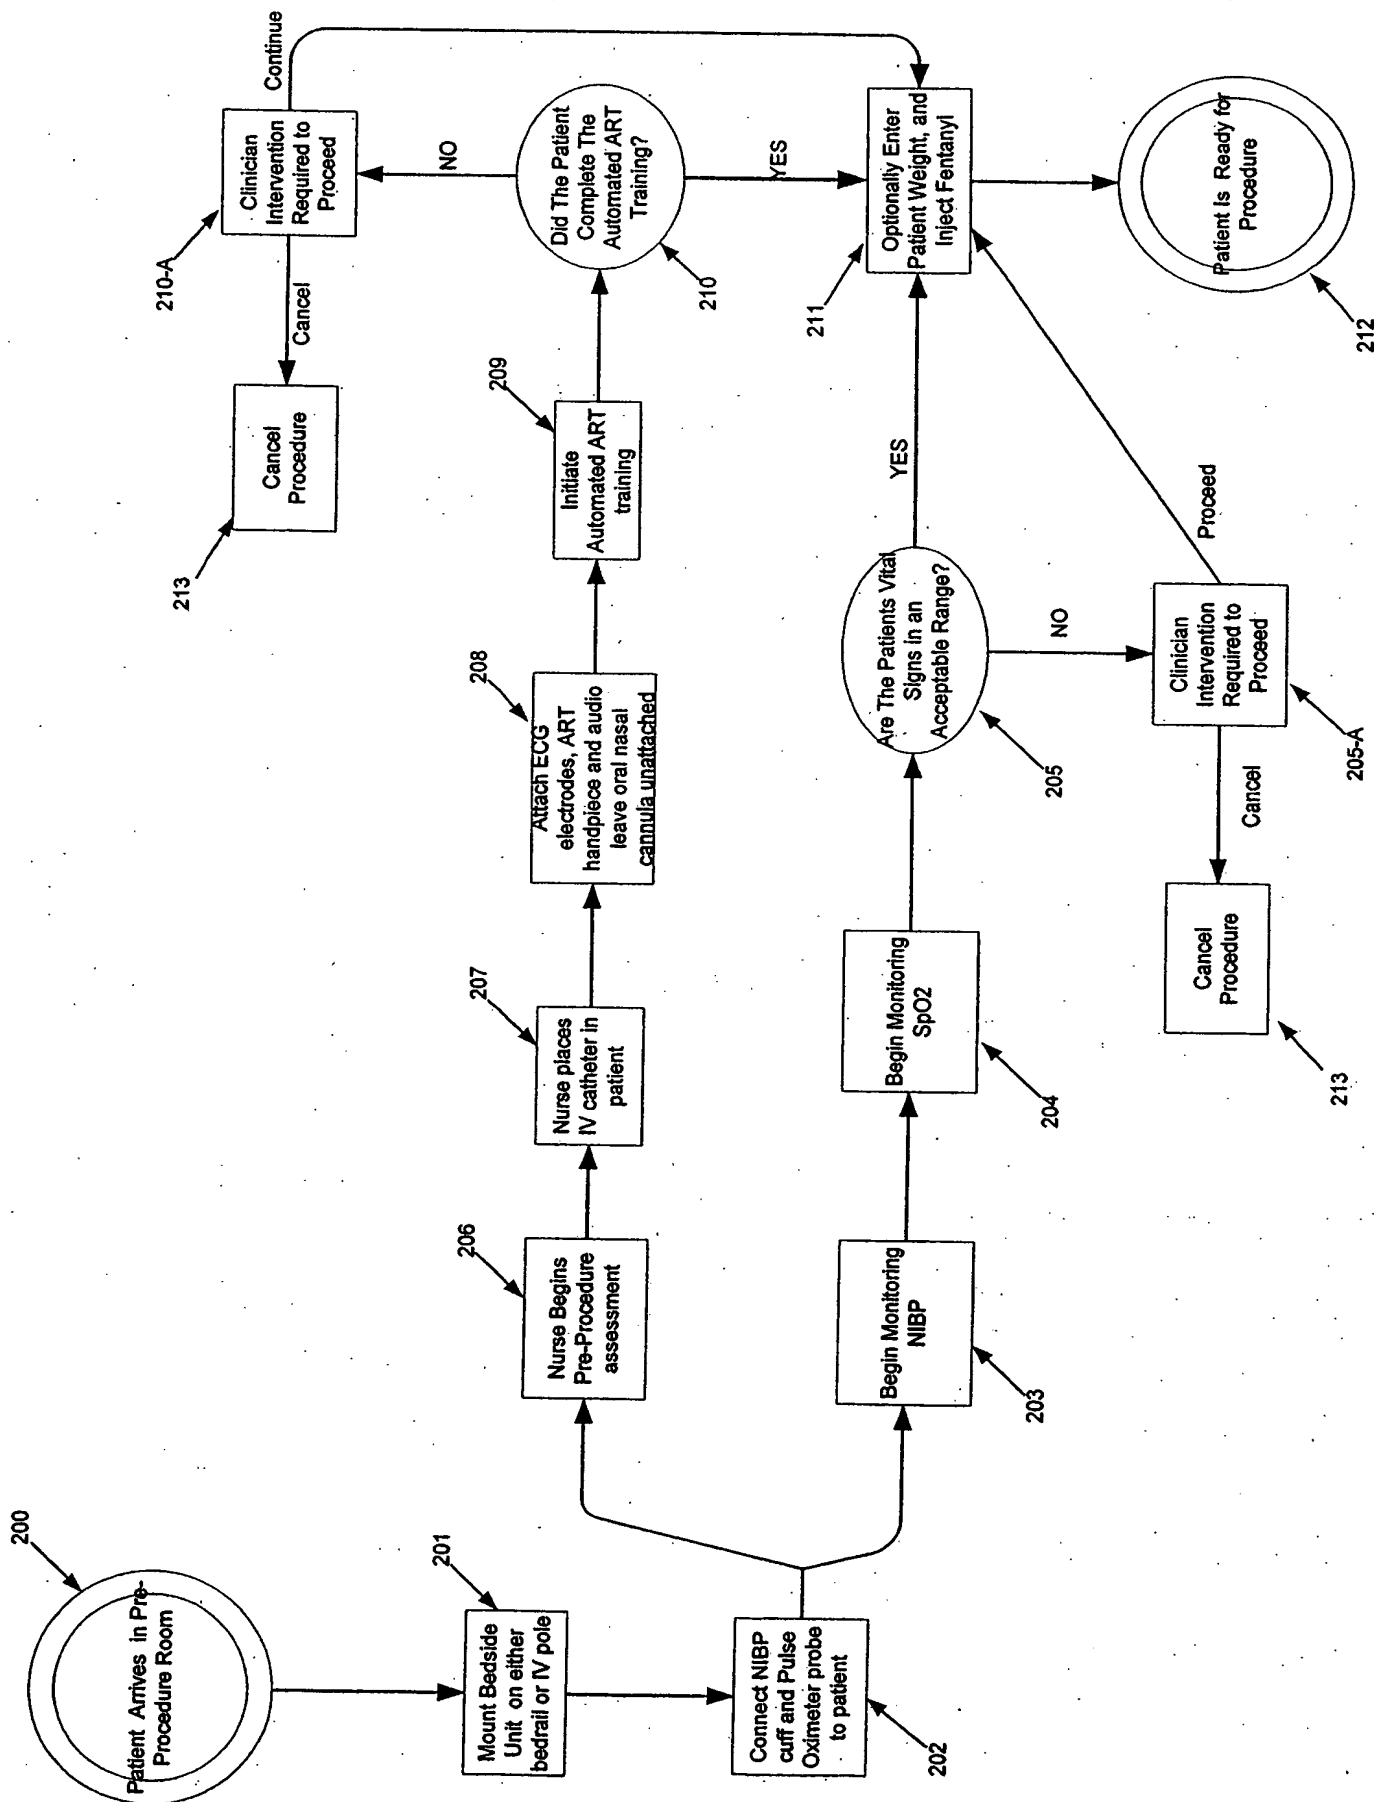 200
Patient Arrives in Pre-
Procedure Room
201
Mount Bedside
Unit on either
bedrail or IV pole
Connect NIBP
cuff and Pulse
Oximeter probe
to patient
202
206
Nurse Begins
Pre-Procedure
assessment
207
Nurse places
IV catheter in
patient
208
Attach ECG
electrodes, ART
handpiece and audio
leave oral nasal
cannula unattached
209
Initiate
Automated ART
training
Did The Patient
Complete The
Automated ART
Training?
210
NO
YES
210-A
Clinician
Intervention
Required to
Proceed
Continue
Cancel
Cancel
Procedure
213
Begin Monitoring
NIBP
203
Begin Monitoring
SpO2
204
Are The Patients Vital
Signs in an
Acceptable Range?
205
YES
NO
Clinician
Intervention
Required to
Proceed
205-A
Proceed
Cancel
Cancel
Procedure
213
211
Optionally Enter
Patient Weight, and
Inject Fentanyl
Patient Is Ready for
Procedure
212